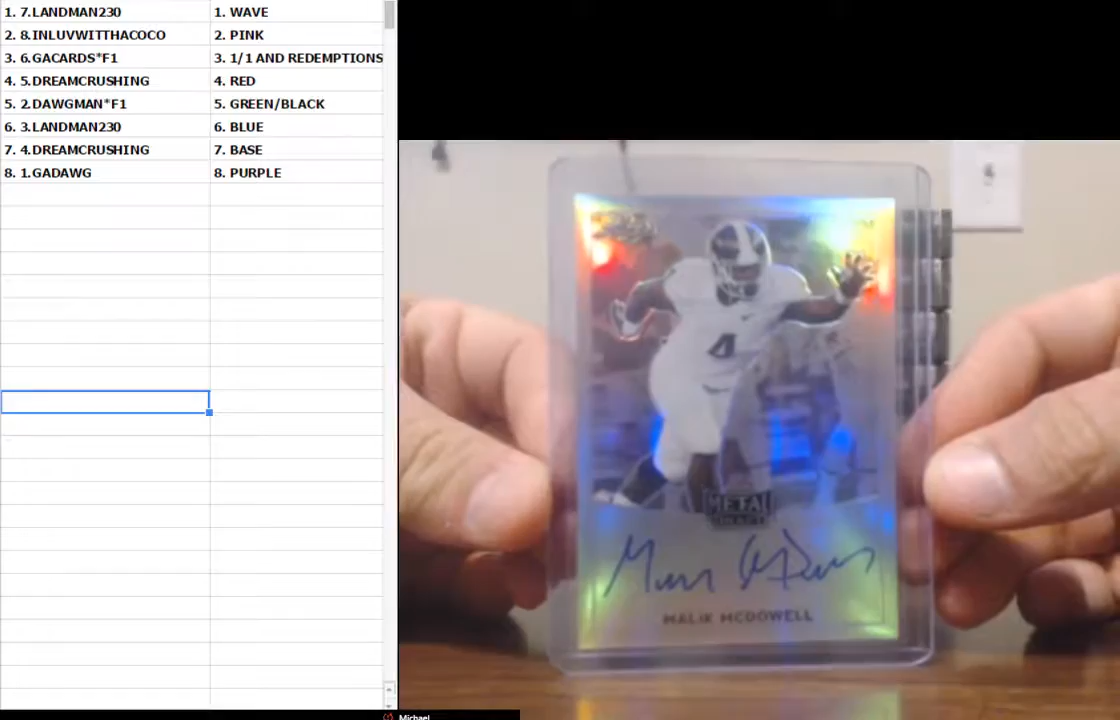 1. 7.LANDMAN230 1. WAVE
2. 8.INLUVWITTHACOCO 2. PINK
3. 6.GACARDS*F1 3. 1/1 AND REDEMPTIONS
4. 5.DREAMCRUSHING 4. RED
5. 2.DAWGMAN*F1 5. GREEN/BLACK
6. 3.LANDMAN230 6. BLUE
7. 4.DREAMCRUSHING 7. BASE
8. 1.GADAWG 8. PURPLE
4
METAL
DRAFT
MALIK MCDOWELL
Michael